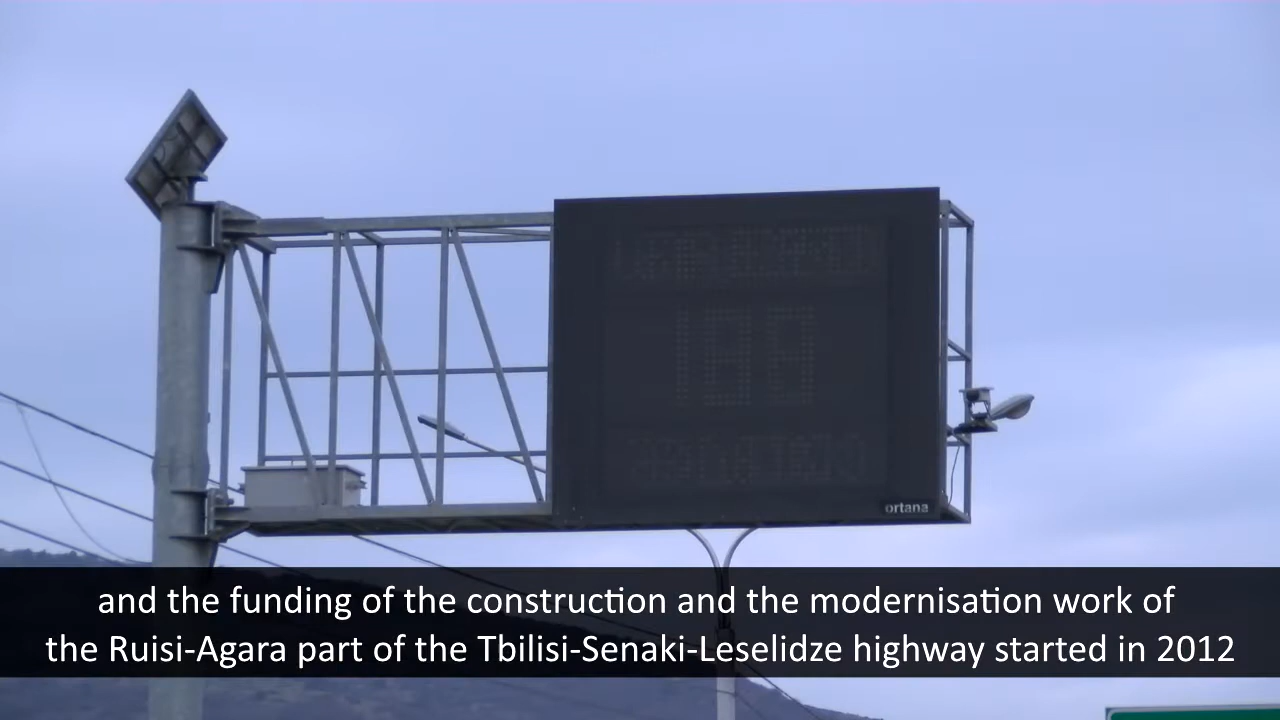 ortana
and the funding of the construction and the modernisation work of
the Ruisi-Agara part of the Tbilisi-Senaki-Leselidze highway started in 2012